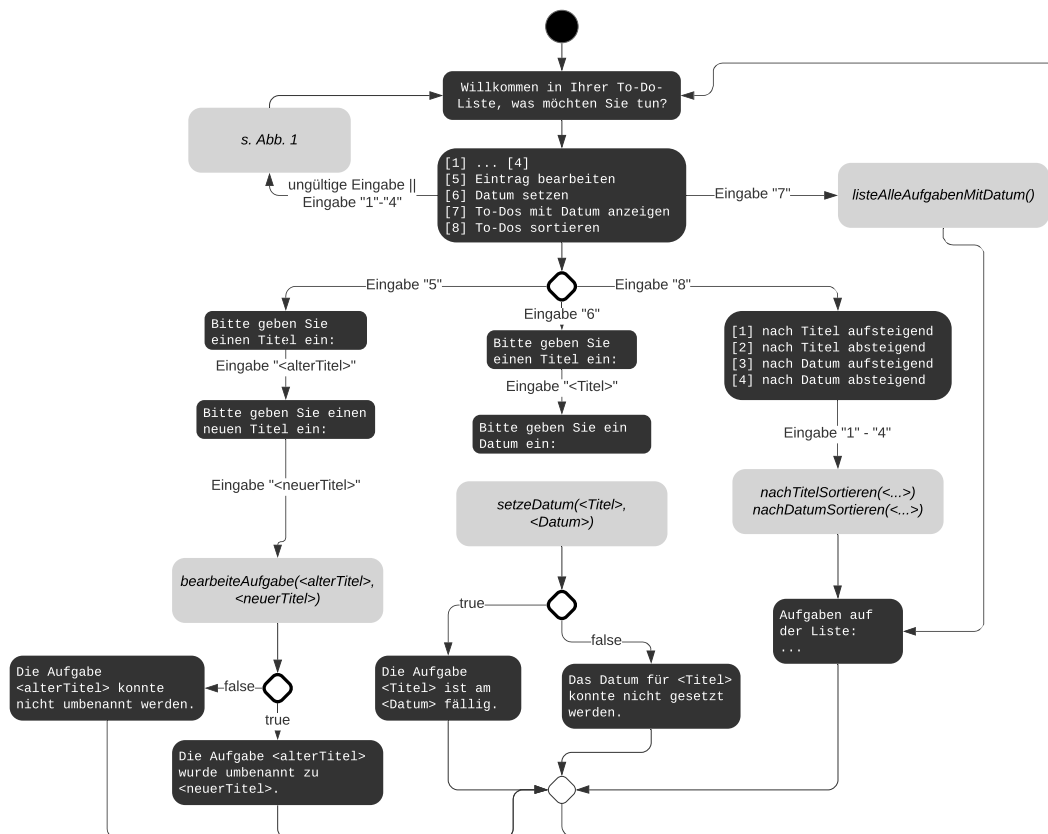 Willkommen in Ihrer To-Do-
Liste, was möchten Sie tun?
s. Abb. 1
[1] ... [4]
[5] Eintrag bearbeiten
[6] Datum setzen
[7] To-Dos mit Datum anzeigen
[8] To-Dos sortieren
ungültige Eingabe ||
Eingabe "1"-"4"
Eingabe "7"
listeAlleAufgabenMitDatum()
Eingabe "5"
Eingabe "6"
Eingabe "8"
Bitte geben Sie
einen Titel ein:
Eingabe "<alterTitel>"
Bitte geben Sie einen
neuen Titel ein:
Eingabe "<neuerTitel>"
bearbeiteAufgabe(<alterTitel>,
<neuerTitel>)
false
true
Die Aufgabe
<alterTitel> konnte
nicht umbenannt werden.
Die Aufgabe <alterTitel>
wurde umbenannt zu
<neuerTitel>.
Bitte geben Sie
einen Titel ein:
Eingabe "<Titel>"
Bitte geben Sie ein
Datum ein:
setzeDatum(<Titel>,
<Datum>)
true
false
Die Aufgabe
<Titel> ist am
<Datum> fällig.
Das Datum für <Titel>
konnte nicht gesetzt
werden.
[1] nach Titel aufsteigend
[2] nach Titel absteigend
[3] nach Datum aufsteigend
[4] nach Datum absteigend
Eingabe "1" - "4"
nachTitelSortieren(<...>)
nachDatumSortieren(<...>)
Aufgaben auf
der Liste:
...